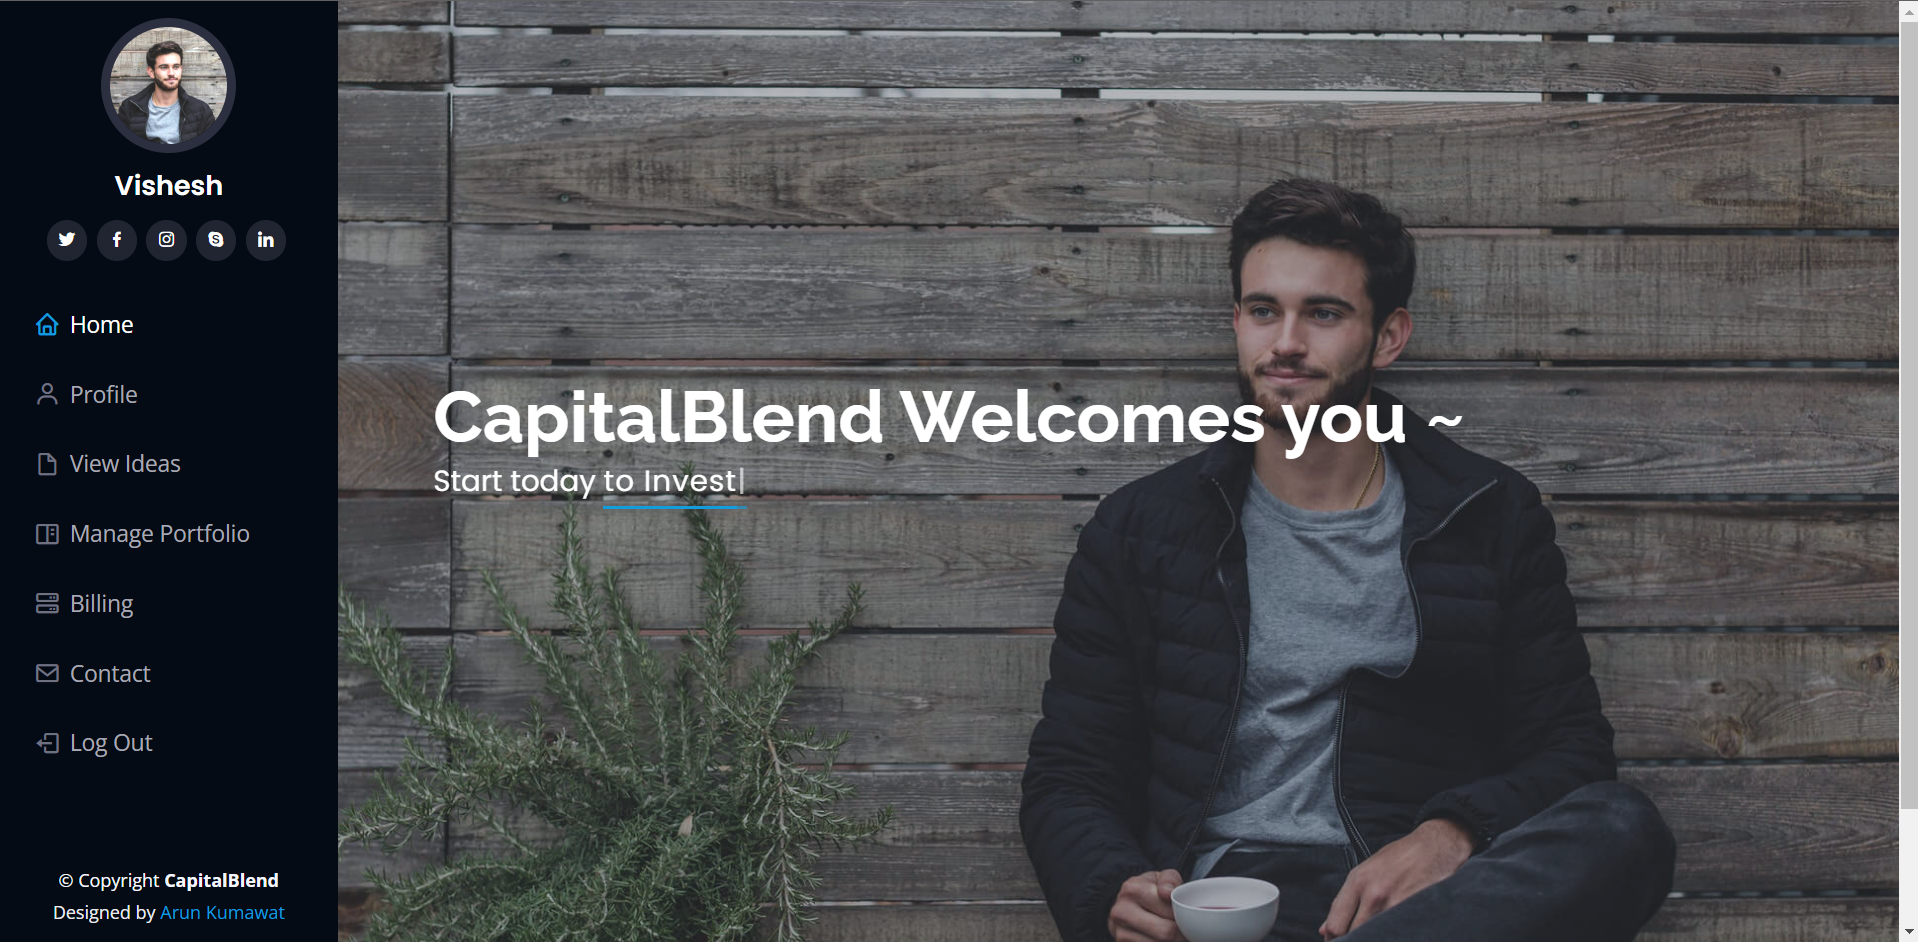 Vishesh
Home
Profile
View Ideas
Manage Portfolio
Billing
Contact
Log Out
© Copyright CapitalBlend
Designed by Arun Kumawat
CapitalBlend Welcomes you ~
Start today to Invest|